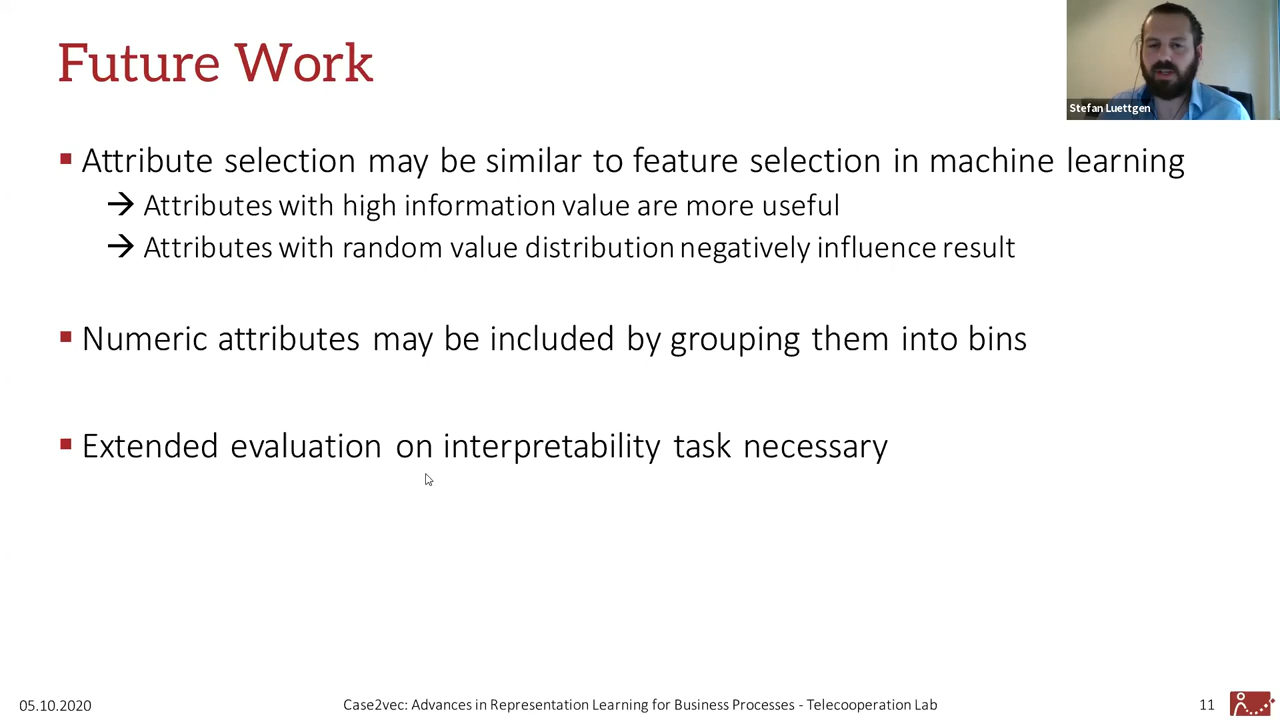 Future Work
Stefan Luettgen
▪ Attribute selection may be similar to feature selection in machine learning
→ Attributes with high information value are more useful
→ Attributes with random value distribution negatively influence result
▪ Numeric attributes may be included by grouping them into bins
▪ Extended evaluation on interpretability task necessary
05.10.2020
Case2vec: Advances in Representation Learning for Business Processes - Telecooperation Lab
11